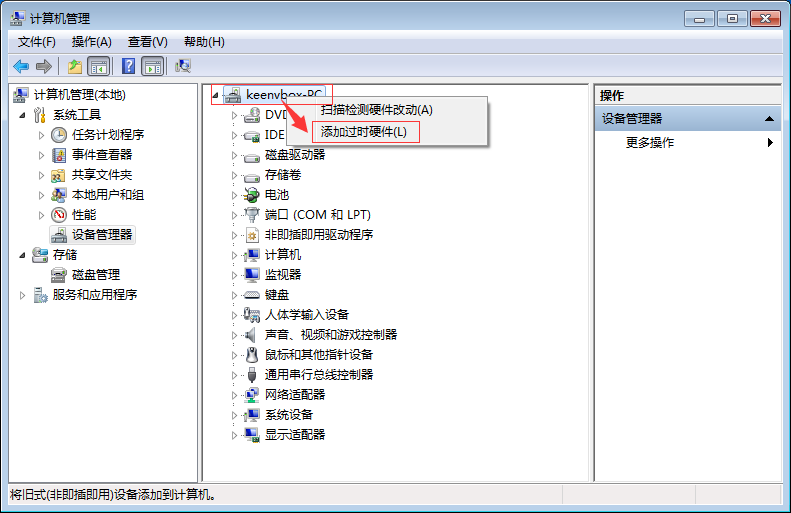 计算机管理
文件(F) 操作(A) 查看(V) 帮助(H)
计算机管理(本地)
系统工具
任务计划程序
事件查看器
共享文件夹
本地用户和组
性能
设备管理器
存储
磁盘管理
服务和应用程序
keenvbox-PC
扫描检测硬件改动(A)
添加过时硬件(L)
DVD
IDE
磁盘驱动器
存储卷
电池
端口 (COM 和 LPT)
非即插即用驱动程序
计算机
监视器
键盘
人体学输入设备
声音、视频和游戏控制器
鼠标和其他指针设备
通用串行总线控制器
网络适配器
系统设备
显示适配器
操作
设备管理器
更多操作
将旧式(非即插即用)设备添加到计算机。